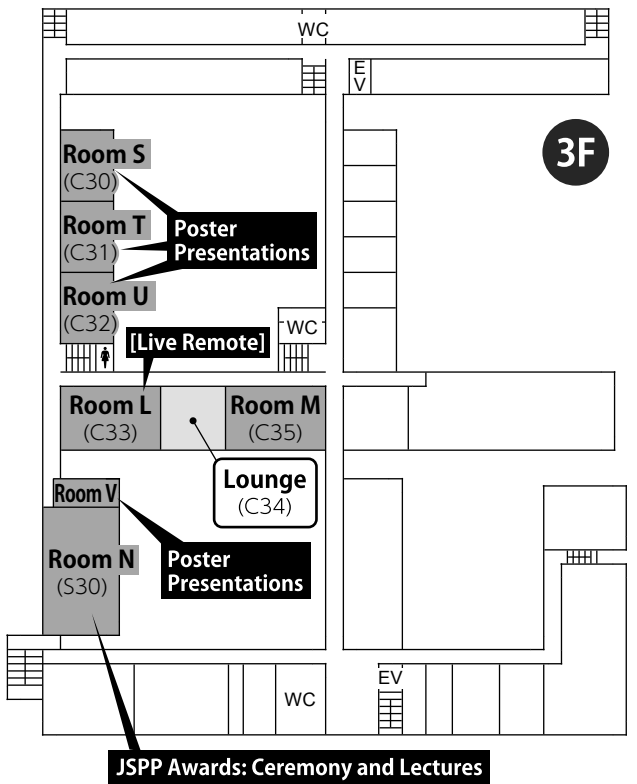 WC
E
V
3F
Room S
(C30)
Room T
(C31)
Poster
Presentations
Room U
(C32)
WC
[Live Remote]
Room L
(C33)
Room M
(C35)
Lounge
(C34)
Room V
Room N
(S30)
Poster
Presentations
WC
EV
JSPP Awards: Ceremony and Lectures